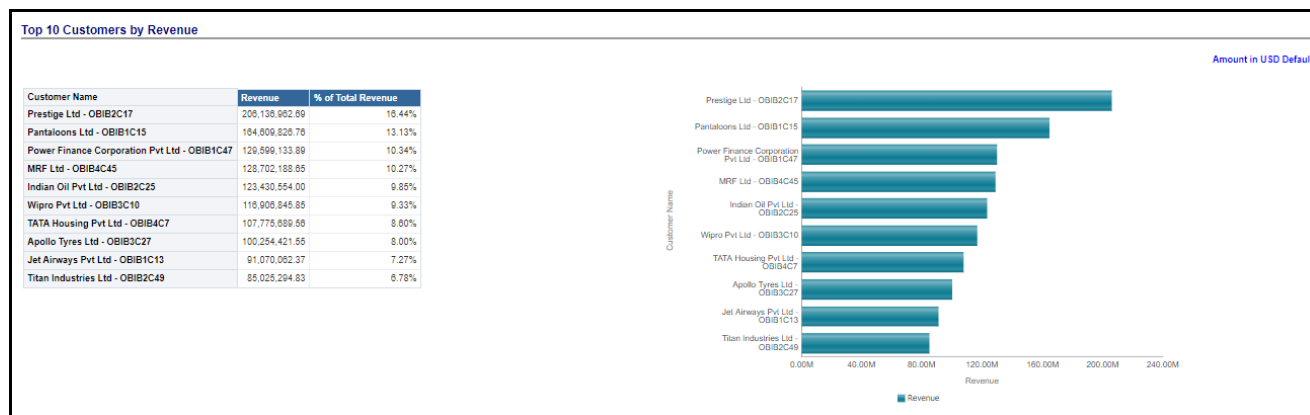 Top 10 Customers by Revenue
Amount in USD Defaul
Customer Name Revenue % of Total Revenue
Prestige Ltd - OBIB2C17 206,136,962.69 16.44%
Pantaloons Ltd - OBIB1C15 164,609,826.76 13.13%
Power Finance Corporation Pvt Ltd - OBIB1C47 129,599,133.89 10.34%
MRF Ltd - OBIB4C45 128,702,188.65 10.27%
Indian Oil Pvt Ltd - OBIB2C25 123,430,554.00 9.85%
Wipro Pvt Ltd - OBIB3C10 116,906,845.85 9.33%
TATA Housing Pvt Ltd - OBIB4C7 107,775,689.56 8.60%
Apollo Tyres Ltd - OBIB3C27 100,254,421.55 8.00%
Jet Airways Pvt Ltd - OBIB1C13 91,070,062.37 7.27%
Titan Industries Ltd - OBIB2C49 85,025,294.83 6.78%
Customer Name
Prestige Ltd - OBIB2C17
Pantaloons Ltd - OBIB1C15
Power Finance Corporation
Pvt Ltd - OBIB1C47
MRF Ltd - OBIB4C45
Indian Oil Pvt Ltd -
OBIB2C25
Wipro Pvt Ltd - OBIB3C10
TATA Housing Pvt Ltd -
OBIB4C7
Apollo Tyres Ltd -
OBIB3C27
Jet Airways Pvt Ltd -
OBIB1C13
Titan Industries Ltd -
OBIB2C49
0.00M 40.00M 80.00M 120.00M 160.00M 200.00M 240.00M
Revenue
Revenue